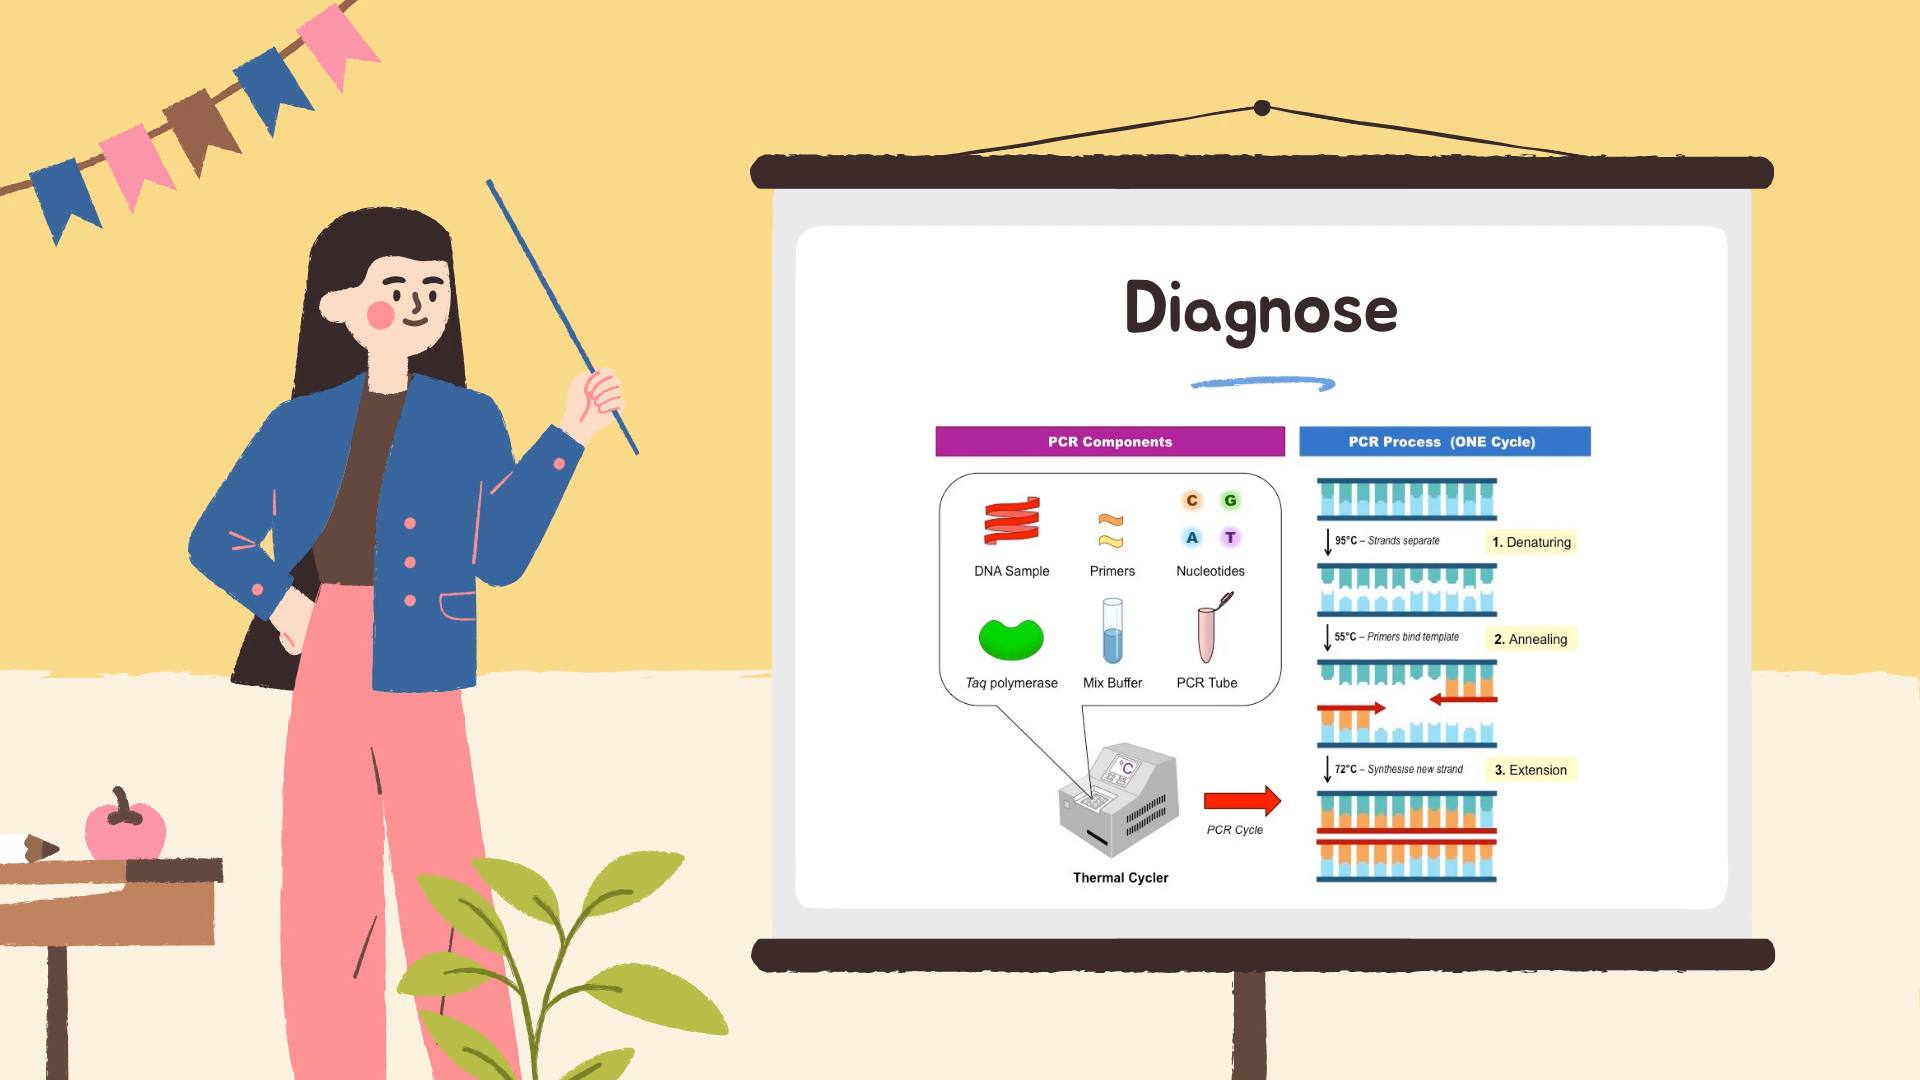 Diagnose
PCR Components
C G
A T
DNA Sample Primers Nucleotides
Taq polymerase Mix Buffer PCR Tube
°C
PCR Cycle
Thermal Cycler
PCR Process (ONE Cycle)
95°C – Strands separate
1. Denaturing
55°C – Primers bind template
2. Annealing
72°C – Synthesise new strand
3. Extension